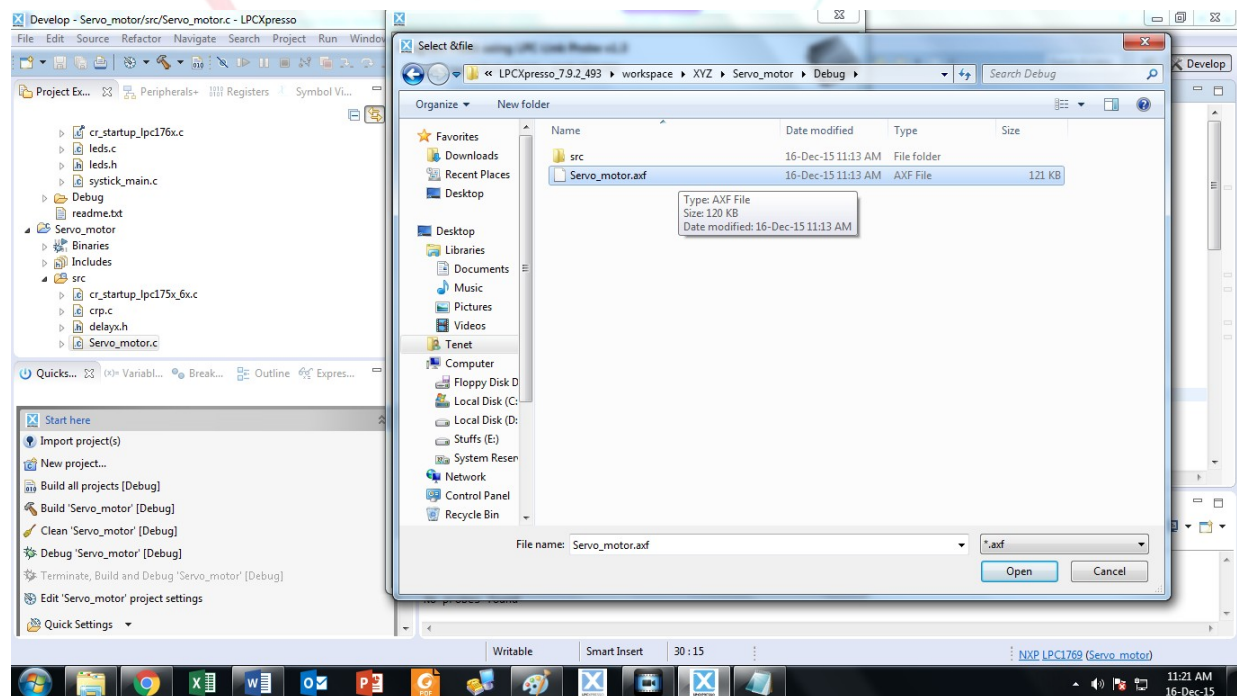 Develop - Servo_motor/src/Servo_motor.c - LPCXpresso
File Edit Source Refactor Navigate Search Project Run Window
Project Ex... Peripherals+ Registers Symbol Vi...
cr_startup_lpc176x.c
leds.c
leds.h
systick_main.c
Debug
readme.txt
Servo_motor
Binaries
Includes
src
cr_startup_lpc175x_6x.c
crp.c
delayx.h
Servo_motor.c
Quicks... (x)= Variabl... Break... Outline Expres...
Start here
Import project(s)
New project...
Build all projects [Debug]
Build 'Servo_motor' [Debug]
Clean 'Servo_motor' [Debug]
Debug 'Servo_motor' [Debug]
Terminate, Build and Debug 'Servo_motor' [Debug]
Edit 'Servo_motor' project settings
Quick Settings
Select &file
« LPCXpresso_7.9.2_493 workspace XYZ Servo_motor Debug
Search Debug
Organize New folder
Favorites
Downloads
Recent Places
Desktop
Desktop
Libraries
Documents
Music
Pictures
Videos
Tenet
Computer
Floppy Disk D
Local Disk (C:
Local Disk (D:
Stuffs (E:)
System Reser
Network
Control Panel
Recycle Bin
Name Date modified Type Size
src 16-Dec-15 11:13 AM File folder
Servo_motor.axf 16-Dec-15 11:13 AM AXF File 121 KB
Type: AXF File
Size: 120 KB
Date modified: 16-Dec-15 11:13 AM
File name: Servo_motor.axf *.axf
Open Cancel
Develop
Writable Smart Insert 30 : 15 NXP LPC1769 (Servo_motor)
11:21 AM
16-Dec-15